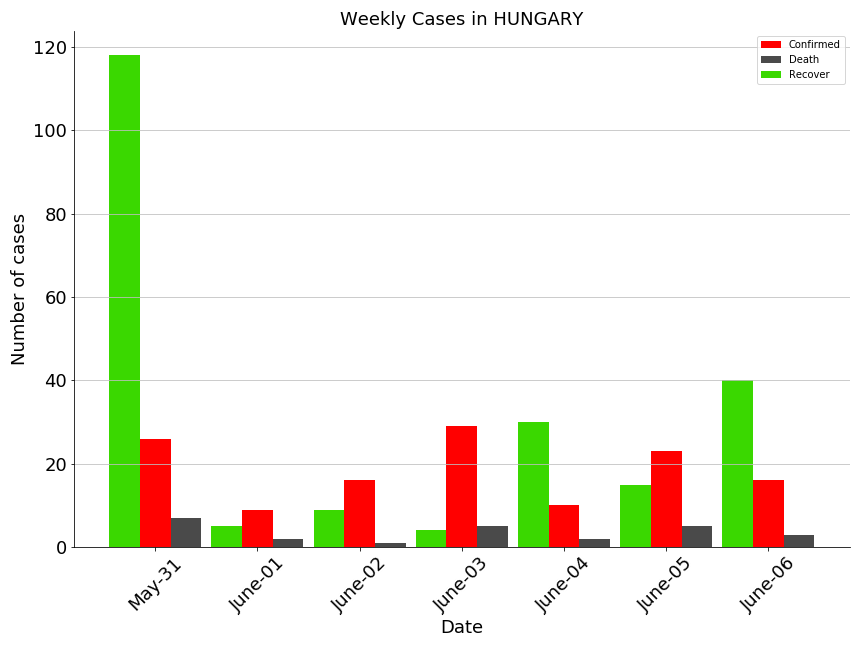 Weekly Cases in HUNGARY
Confirmed
Death
Recover
Number of cases
120
100
80
60
40
20
0
May-31
June-01
June-02
June-03
June-04
June-05
June-06
Date